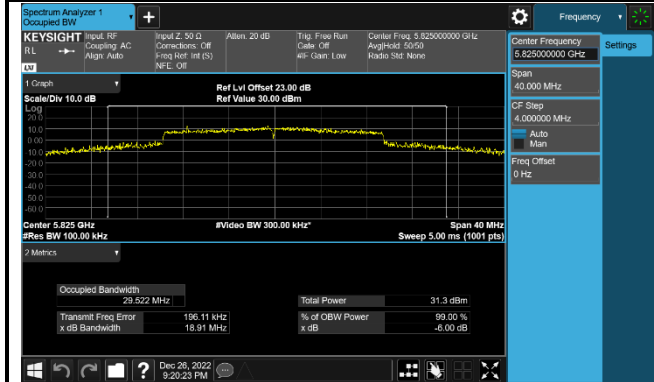 Spectrum Analyzer 1
Occupied BW
+
Frequency
KEYSIGHT
RL
LXI
Input: RF
Coupling: AC
Align: Auto
Input Z: 50 Ω
Corrections: Off
Freq Ref: Int (S)
NFE: Off
Atten: 20 dB
Trig: Free Run
Gate: Off
#IF Gain: Low
Center Freq: 5.825000000 GHz
Avg|Hold: 50/50
Radio Std: None
Center Frequency
5.825000000 GHz
Settings
Span
40.000 MHz
CF Step
4.000000 MHz
Auto
Man
Freq Offset
0 Hz
1 Graph
Scale/Div 10.0 dB
Ref Lvl Offset 23.00 dB
Ref Value 30.00 dBm
Log
20.0
10.0
0.00
-10.0
-20.0
-30.0
-40.0
-50.0
-60.0
Center 5.825 GHz
#Res BW 100.00 kHz
#Video BW 300.00 kHz*
Span 40 MHz
Sweep 5.00 ms (1001 pts)
2 Metrics
Occupied Bandwidth
29.522 MHz
Total Power 31.3 dBm
Transmit Freq Error 196.11 kHz
% of OBW Power 99.00 %
x dB Bandwidth 18.91 MHz
x dB -6.00 dB
?
Dec 26, 2022
9:20:23 PM